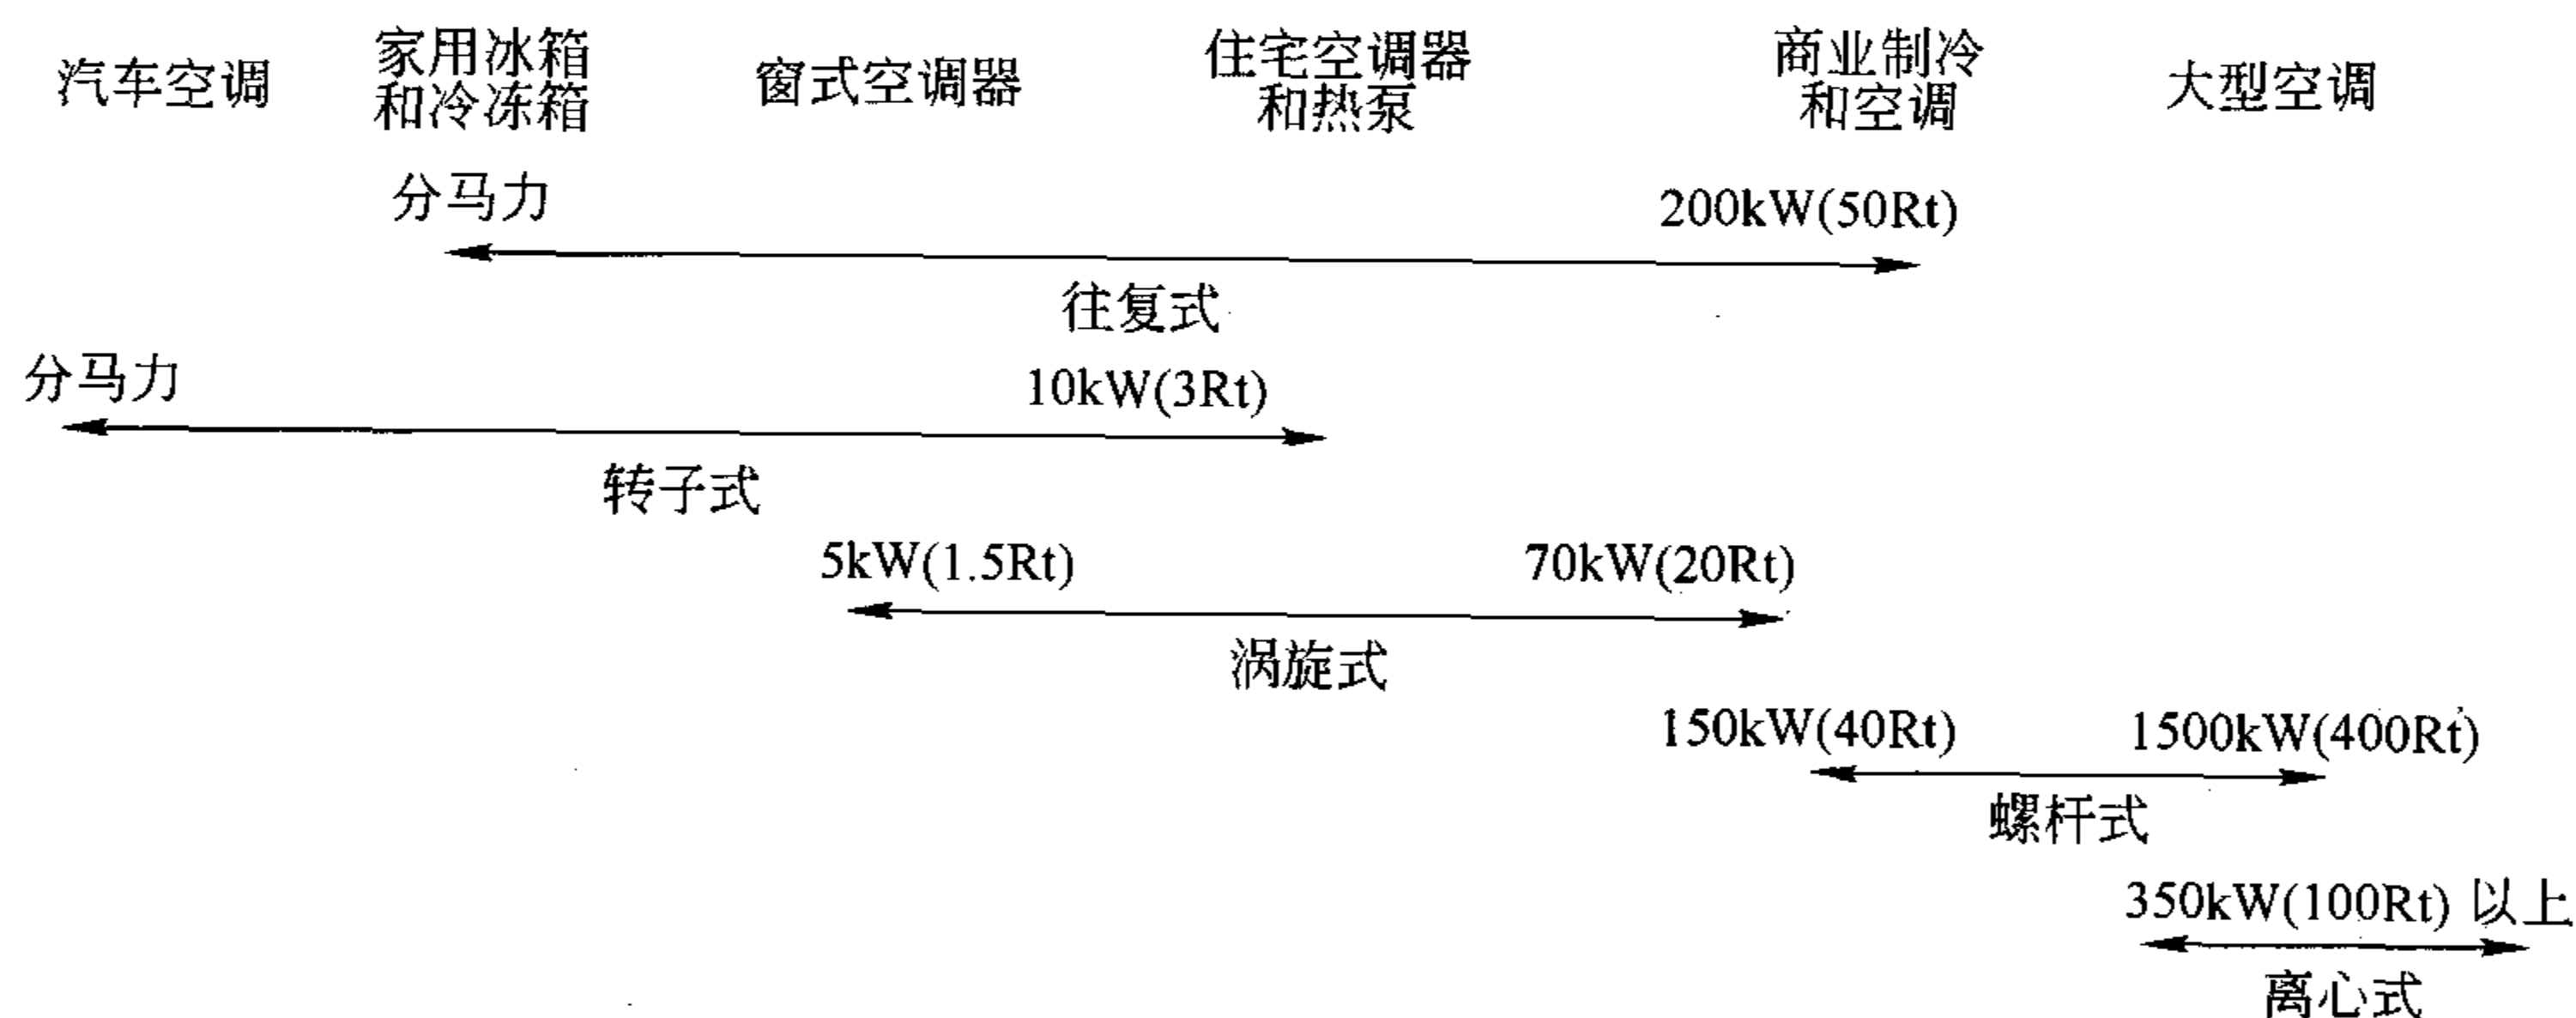 汽车空调
家用冰箱
和冷冻箱
窗式空调器
住宅空调器
和热泵
商业制冷
和空调
大型空调
分马力
200kW(50Rt)
往复式
分马力
10kW(3Rt)
转子式
5kW(1.5Rt)
70kW(20Rt)
涡旋式
150kW(40Rt)
1500kW(400Rt)
螺杆式
350kW(100Rt) 以上
离心式